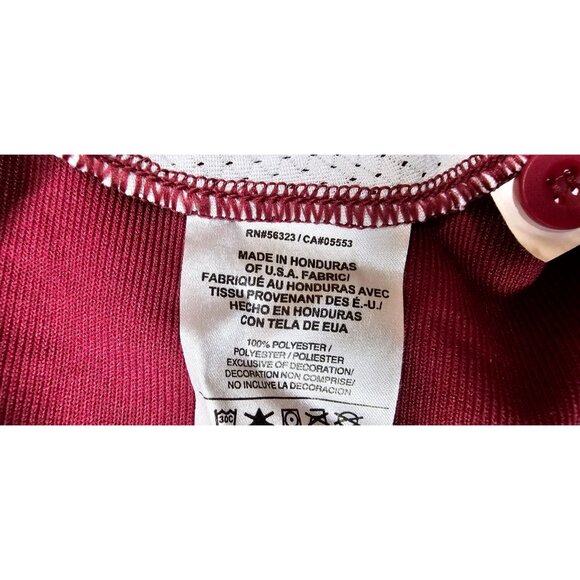 RN#56323 / CA#05553
MADE IN HONDURAS
OF U.S.A. FABRIC/
FABRIQUÉ AU HONDURAS AVEC
TISSU PROVENANT DES É.-U./
HECHO EN HONDURAS
CON TELA DE EUA
100% POLYESTER /
POLYESTER / POLIESTER
EXCLUSIVE OF DECORATION/
DECORATION NON COMPRISE/
NO INCLUYE LA DECORACION
30C